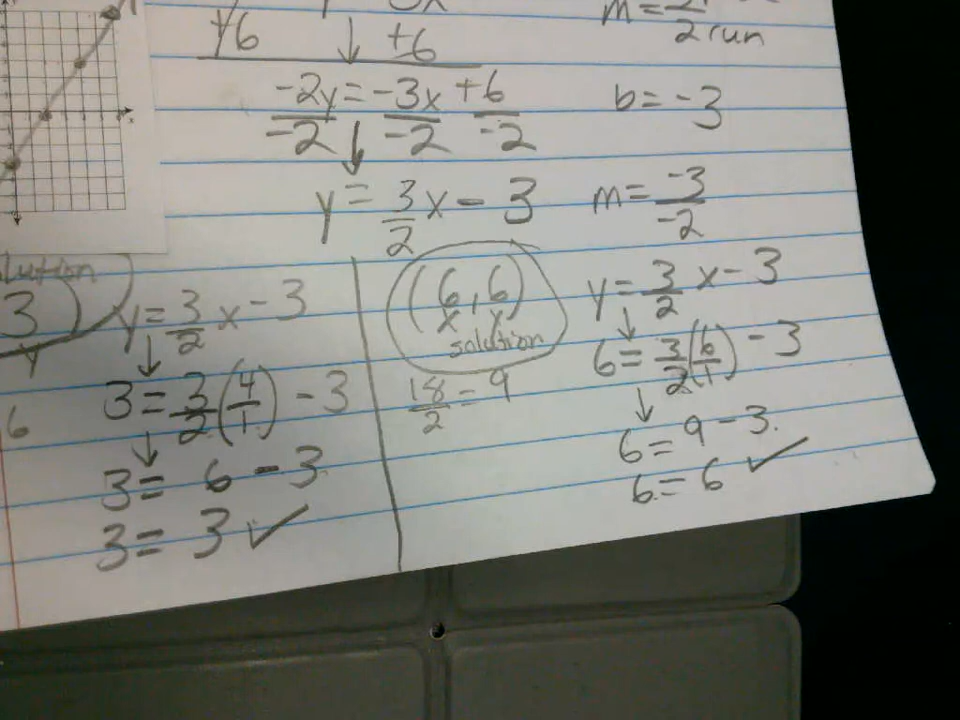 +6 ↓ +6
m=
2 run
-2y = -3x +6
-2 ↓ -2 -2
b = -3
y = 3/2 x - 3
m = -3/-2
lution
3)
y
6
y = 3/2 x - 3
↓
3 = 3/2 (4/1) - 3
↓
3 = 6 - 3
3 = 3 ✓
(6, 6)
x y
solution
18/2 = 9
y = 3/2 x - 3
↓
6 = 3/2 (6/1) - 3
↓
6 = 9 - 3
6 = 6 ✓